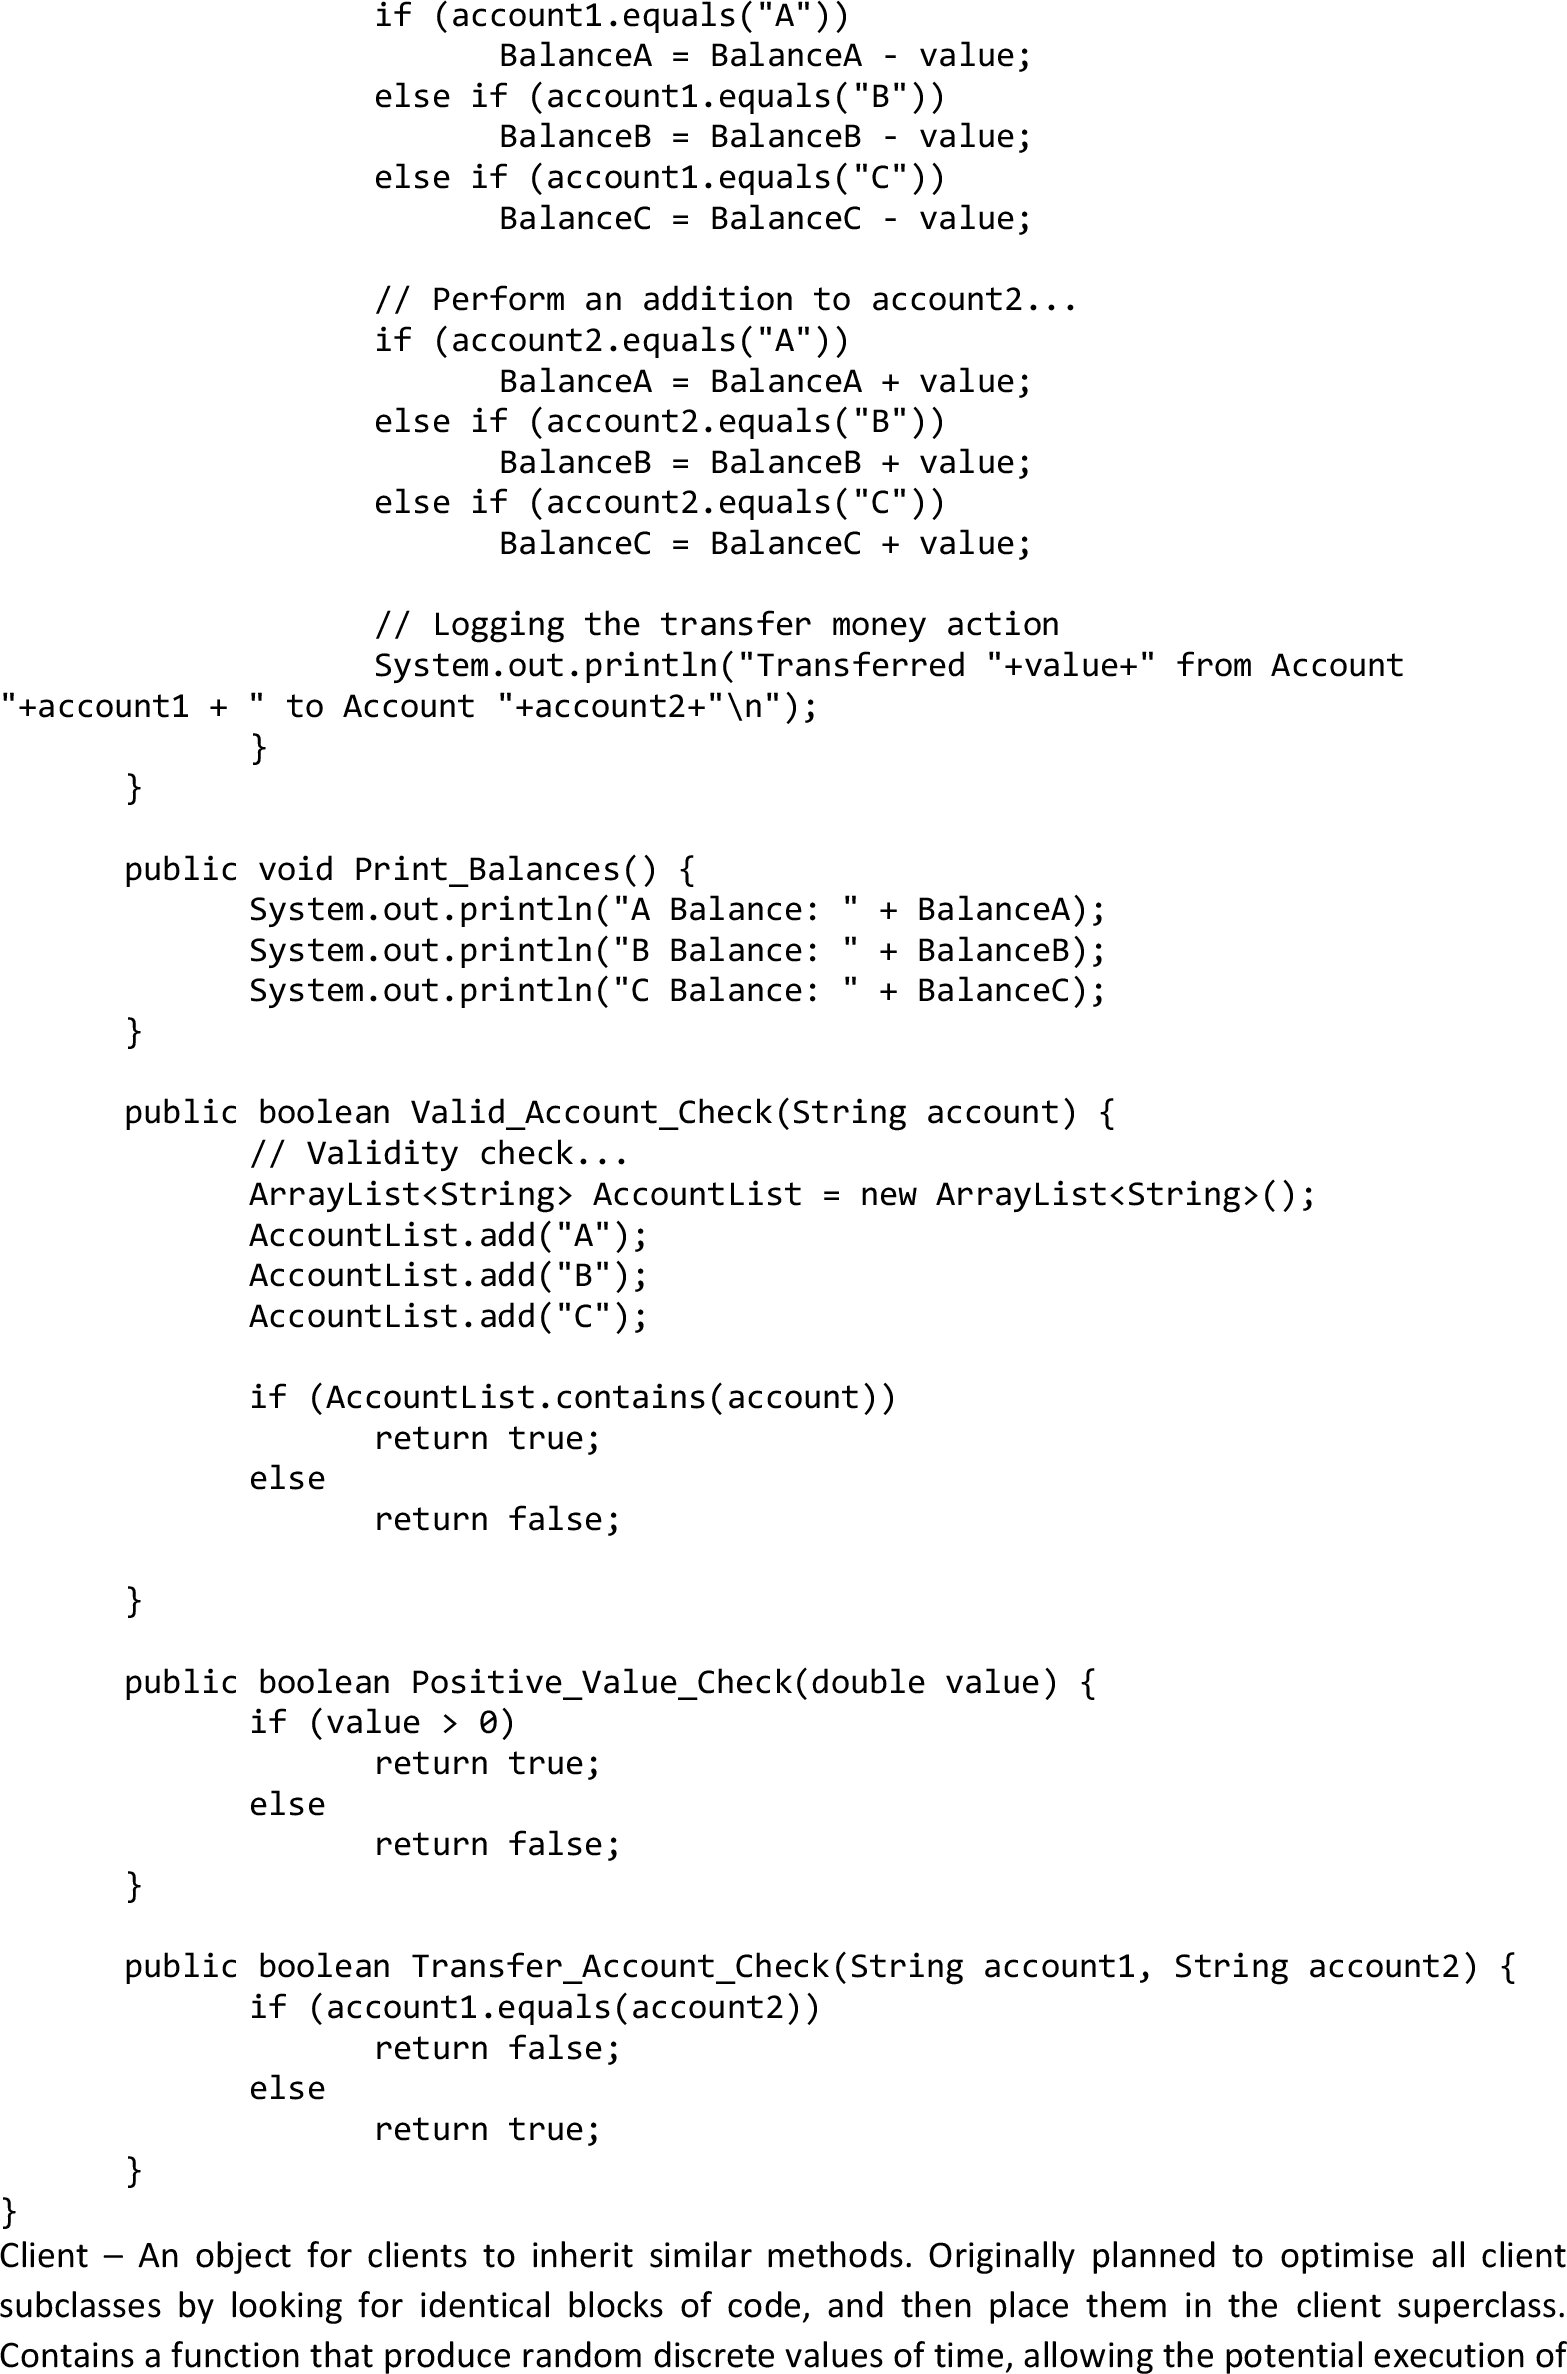 if (account1.equals("A"))
BalanceA = BalanceA - value;
else if (account1.equals("B"))
BalanceB = BalanceB - value;
else if (account1.equals("C"))
BalanceC = BalanceC - value;
// Perform an addition to account2...
if (account2.equals("A"))
BalanceA = BalanceA + value;
else if (account2.equals("B"))
BalanceB = BalanceB + value;
else if (account2.equals("C"))
BalanceC = BalanceC + value;
// Logging the transfer money action
System.out.println("Transferred "+value+" from Account
"+account1 + " to Account "+account2+"\n");
}
}
public void Print_Balances() {
System.out.println("A Balance: " + BalanceA);
System.out.println("B Balance: " + BalanceB);
System.out.println("C Balance: " + BalanceC);
}
public boolean Valid_Account_Check(String account) {
// Validity check...
ArrayList<String> AccountList = new ArrayList<String>();
AccountList.add("A");
AccountList.add("B");
AccountList.add("C");
if (AccountList.contains(account))
return true;
else
return false;
}
public boolean Positive_Value_Check(double value) {
if (value > 0)
return true;
else
return false;
}
public boolean Transfer_Account_Check(String account1, String account2) {
if (account1.equals(account2))
return false;
else
return true;
}
}
Client – An object for clients to inherit similar methods. Originally planned to optimise all client
subclasses by looking for identical blocks of code, and then place them in the client superclass.
Contains a function that produce random discrete values of time, allowing the potential execution of